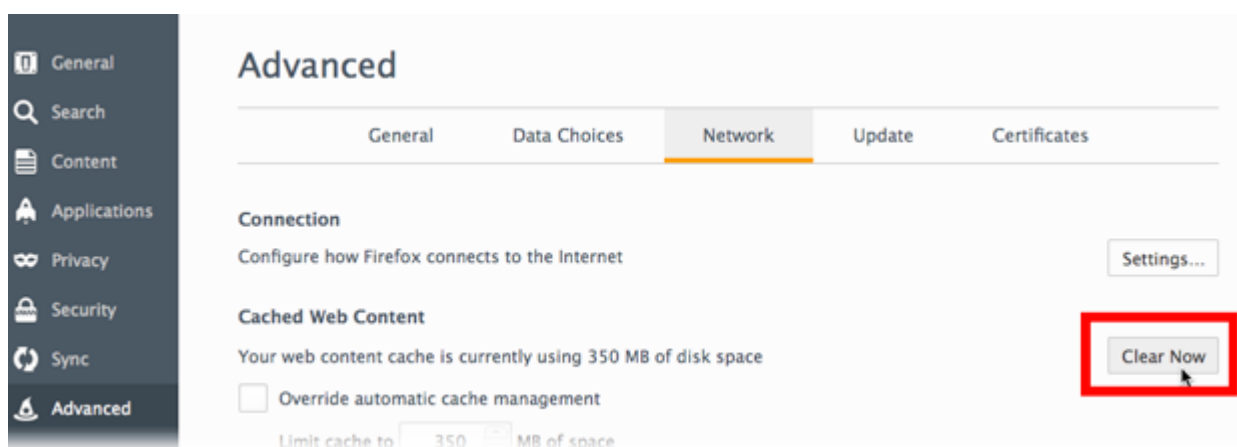 General
Search
Content
Applications
Privacy
Security
Sync
Advanced
Advanced
General Data Choices Network Update Certificates
Connection
Configure how Firefox connects to the Internet Settings...
Cached Web Content
Your web content cache is currently using 350 MB of disk space Clear Now
Override automatic cache management
Limit cache to 350 MB of space